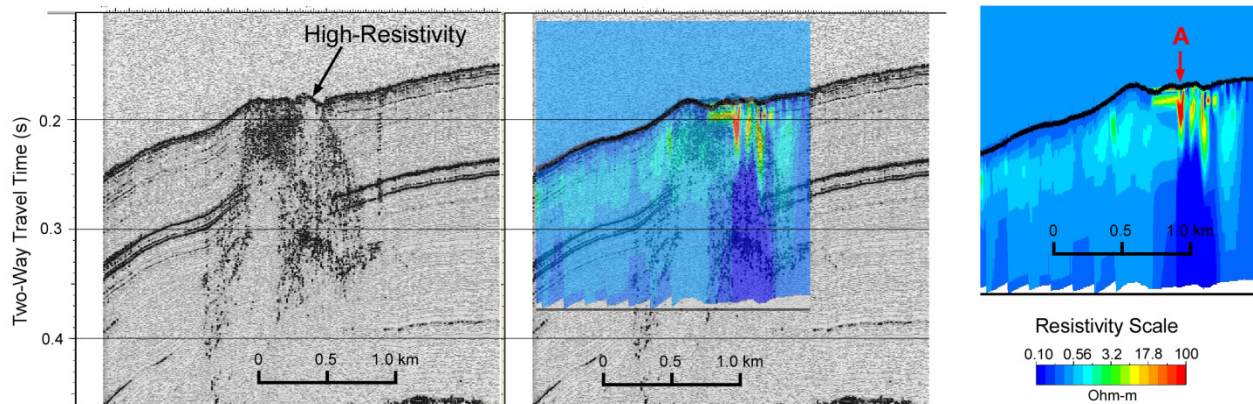 High-Resistivity
A
Two-Way Travel Time (s)
0.2
0.3
0.4
0 0.5 1.0 km
0 0.5 1.0 km
0 0.5 1.0 km
Resistivity Scale
0.10 0.56 3.2 17.8 100
Ohm-m